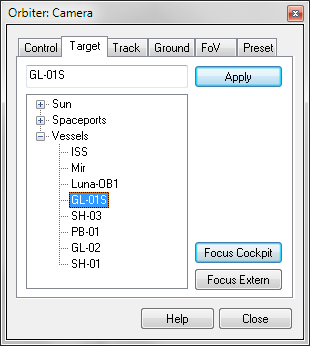 Orbiter: Camera
Control Target Track Ground FoV Preset
GL-01S Apply
Sun
Spaceports
Vessels
ISS
Mir
Luna-OB1
GL-01S
SH-03
PB-01
GL-02
SH-01
Focus Cockpit
Focus Extern
Help Close